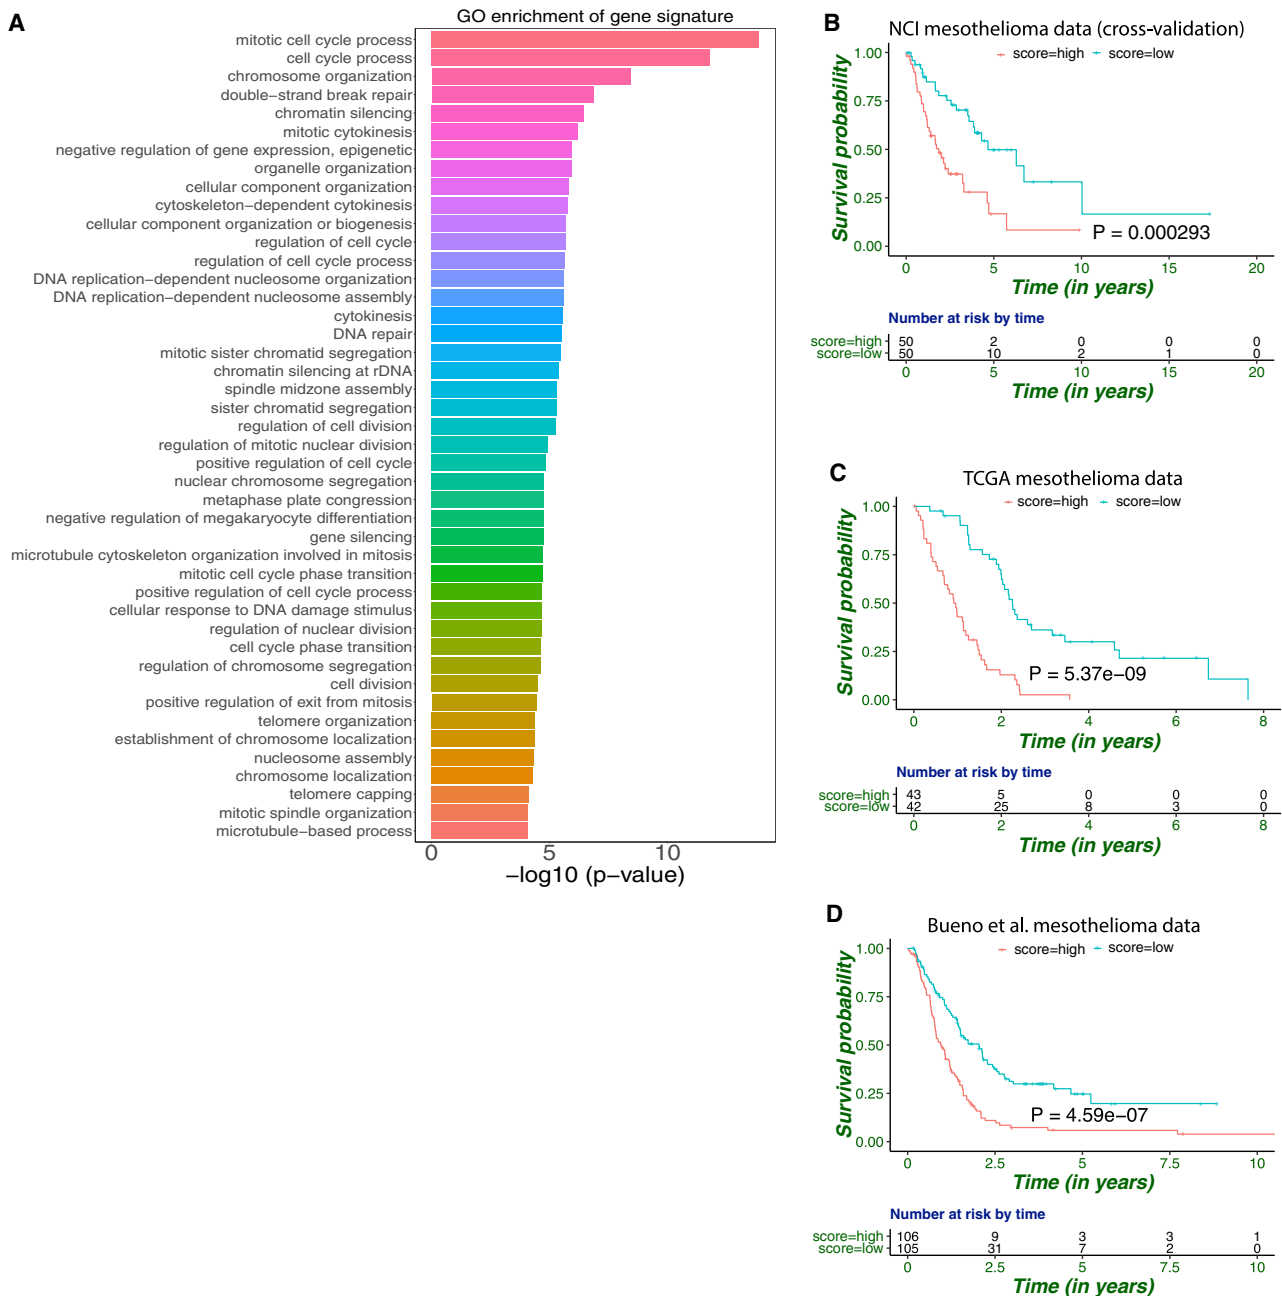 A
GO enrichment of gene signature
mitotic cell cycle process
cell cycle process
chromosome organization
double−strand break repair
chromatin silencing
mitotic cytokinesis
negative regulation of gene expression, epigenetic
organelle organization
cellular component organization
cytoskeleton−dependent cytokinesis
cellular component organization or biogenesis
regulation of cell cycle
regulation of cell cycle process
DNA replication−dependent nucleosome organization
DNA replication−dependent nucleosome assembly
cytokinesis
DNA repair
mitotic sister chromatid segregation
chromatin silencing at rDNA
spindle midzone assembly
sister chromatid segregation
regulation of cell division
regulation of mitotic nuclear division
positive regulation of cell cycle
nuclear chromosome segregation
metaphase plate congression
negative regulation of megakaryocyte differentiation
gene silencing
microtubule cytoskeleton organization involved in mitosis
mitotic cell cycle phase transition
positive regulation of cell cycle process
cellular response to DNA damage stimulus
regulation of nuclear division
cell cycle phase transition
regulation of chromosome segregation
cell division
positive regulation of exit from mitosis
telomere organization
establishment of chromosome localization
nucleosome assembly
chromosome localization
telomere capping
mitotic spindle organization
microtubule−based process
0 5 10
−log10 (p−value)
B
NCI mesothelioma data (cross-validation)
score=high score=low
Survival probability
1.00
0.75
0.50
0.25
0.00
P = 0.000293
0 5 10 15 20
Time (in years)
Number at risk by time
score=high 50 2 0 0 0
score=low 50 10 2 1 0
0 5 10 15 20
Time (in years)
C
TCGA mesothelioma data
score=high score=low
Survival probability
1.00
0.75
0.50
0.25
0.00
P = 5.37e−09
0 2 4 6 8
Time (in years)
Number at risk by time
score=high 43 5 0 0 0
score=low 42 25 8 3 0
0 2 4 6 8
Time (in years)
D
Bueno et al. mesothelioma data
score=high score=low
Survival probability
1.00
0.75
0.50
0.25
0.00
P = 4.59e−07
0 2.5 5 7.5 10
Time (in years)
Number at risk by time
score=high 106 9 3 3 1
score=low 105 31 7 2 0
0 2.5 5 7.5 10
Time (in years)